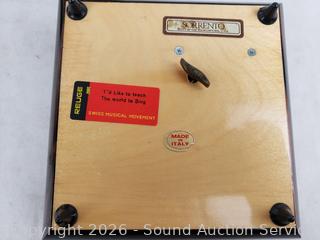 SORRENTO
REUGE
I'd Like to teach
The world to Sing
SWISS MUSICAL MOVEMENT
MADE
IN
ITALY
Copyright 2026 - Sound Auction Service